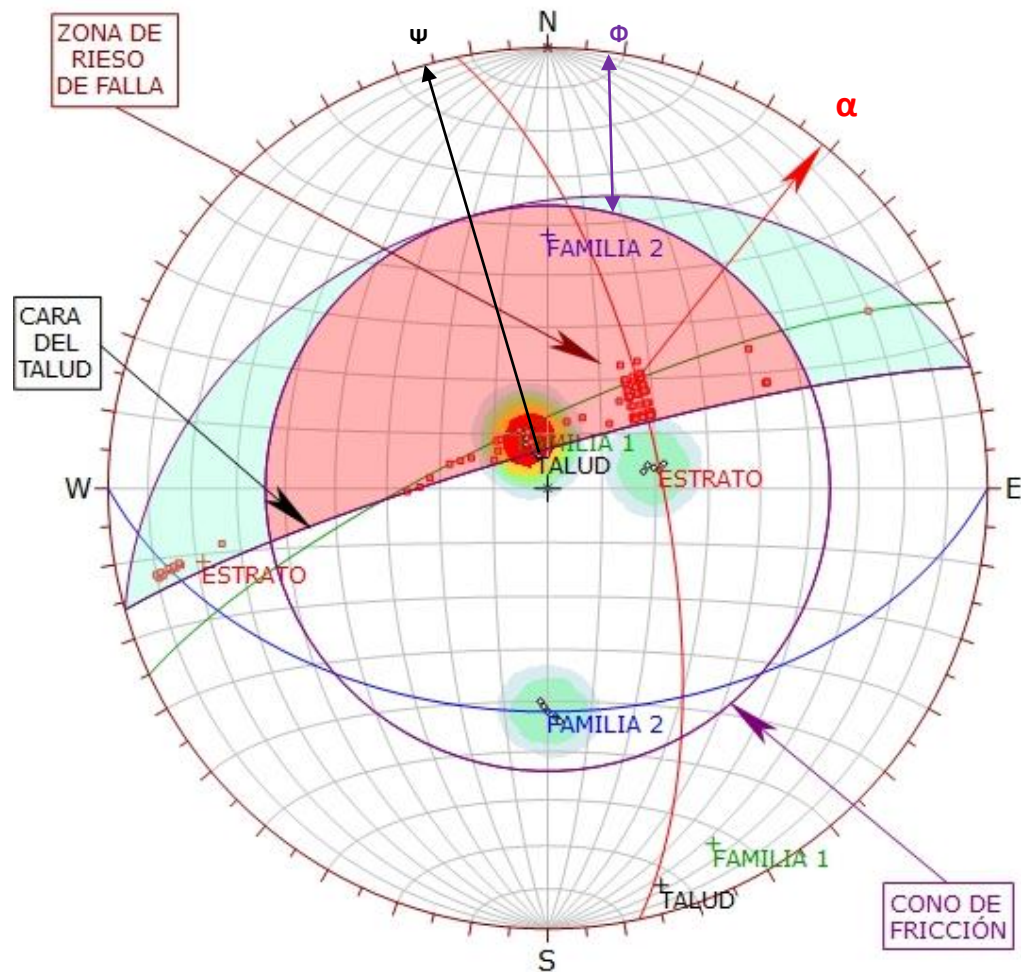 ZONA DE
RIESO
DE FALLA
Ψ
N
Φ
α
FAMILIA 2
CARA
DEL
TALUD
FAMILIA 1
TALUD
W
ESTRATO
E
ESTRATO
FAMILIA 2
FAMILIA 1
TALUD
CONO DE
FRICCIÓN
S